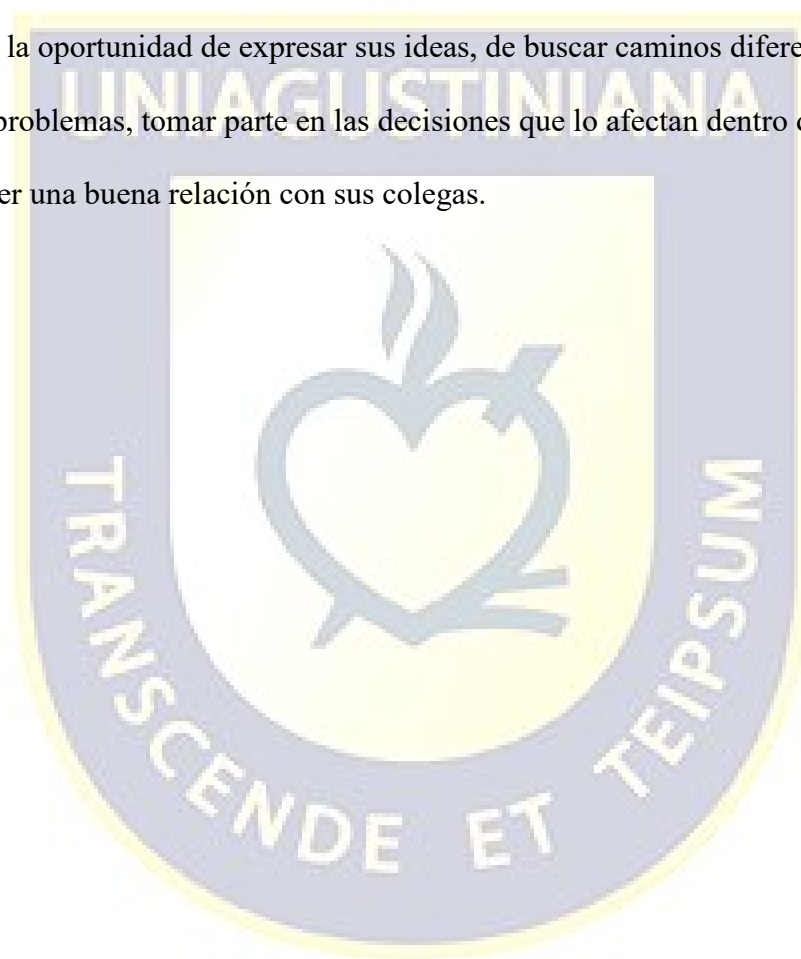 la oportunidad de expresar sus ideas, de buscar caminos difere
UNIAGUSTINIANA
problemas, tomar parte en las decisiones que lo afectan dentro
er una buena relación con sus colegas.
TRANSCENDE ET TEIPSUM